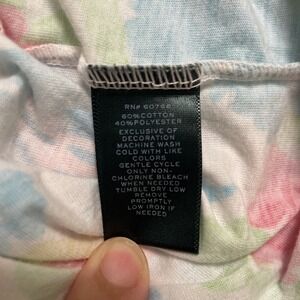 RN# 60766
60%COTTON
40%POLYESTER
EXCLUSIVE OF
DECORATION
MACHINE WASH
COLD WITH LIKE
COLORS
GENTLE CYCLE
ONLY NON-
CHLORINE BLEACH
WHEN NEEDED
TUMBLE DRY LOW
REMOVE
PROMPTLY
LOW IRON IF
NEEDED